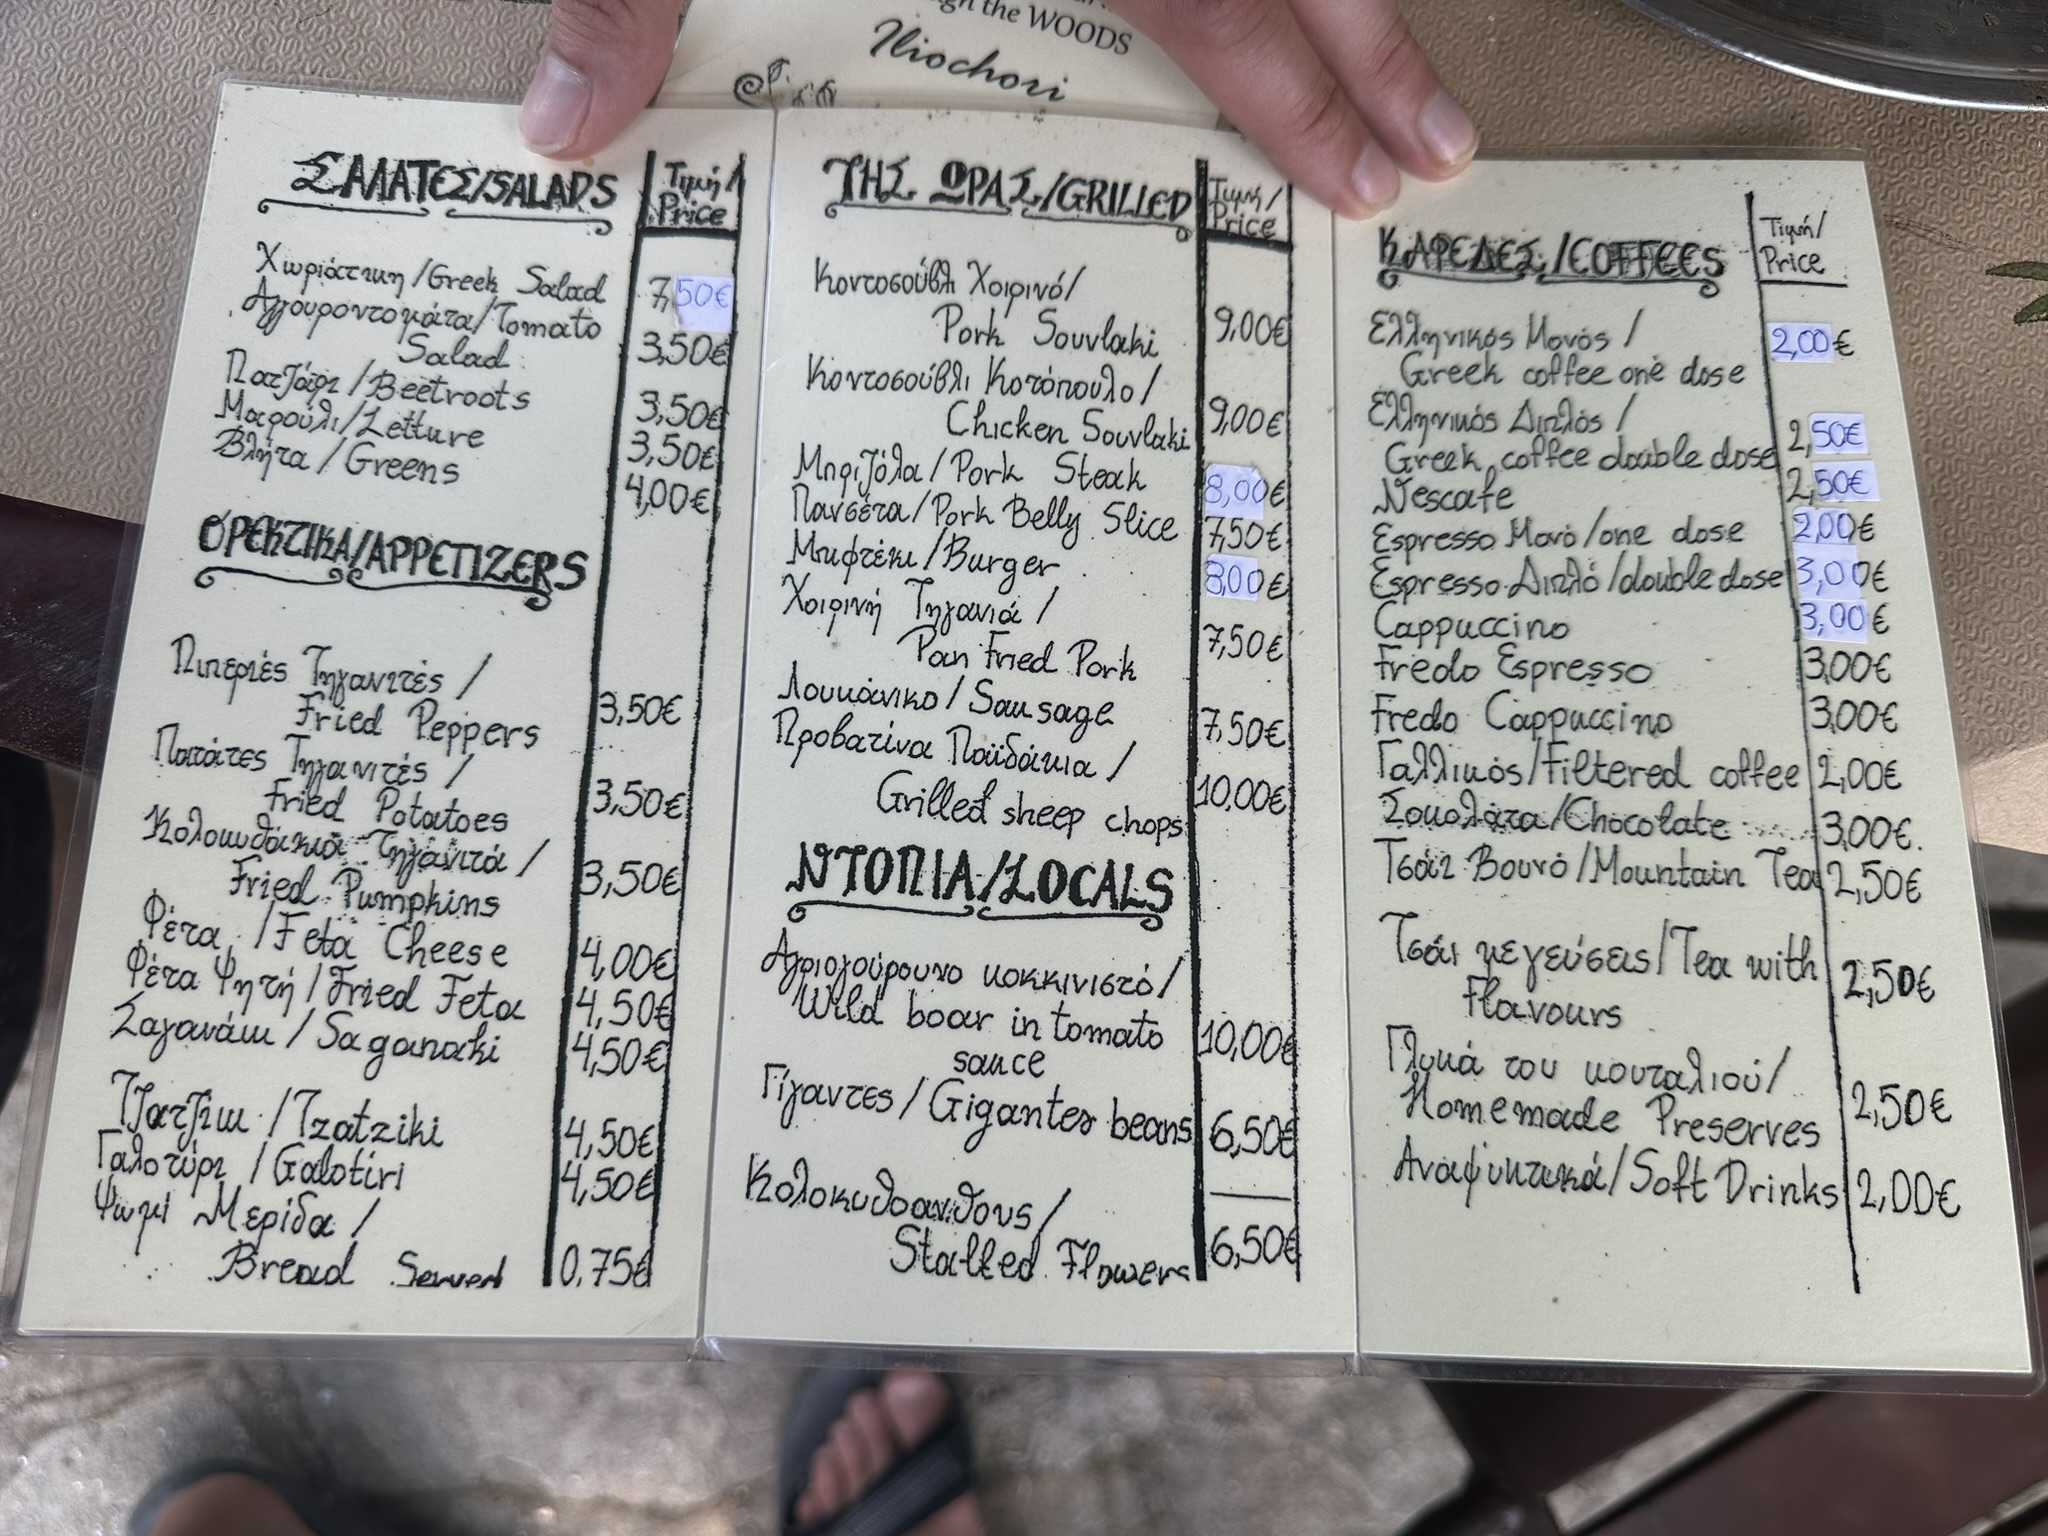 the WOODS
Iliochori
ΣΑΛΑΤΕΣ/SALADS
Τιμή/
Price
Χωριάτικη/Greek Salad 7,50€
Αγγουροντομάτα/Tomato
Salad 3,50€
Πατζάρι/Beetroots 3,50€
Μαρούλι/Letture 3,50€
Βλήτα/Greens 4,00€
ΟΡΕΚΤΙΚΑ/APPETIZERS
Πιπεριές Τηγανιτές/
Fried Peppers 3,50€
Πατάτες Τηγανιτές/
Fried Potatoes 3,50€
Κολοκυθάκια Τηγανιτά/
Fried Pumpkins 3,50€
Φέτα/Feta Cheese 4,00€
Φέτα Ψητή/Fried Feta 4,50€
Σαγανάκι/Saganaki 4,50€
Τζατζίκι/Tzatziki 4,50€
Γαλοτύρι/Galotiri 4,50€
Ψωμί Μερίδα/
Bread Served 0,75€
ΤΗΣ ΩΡΑΣ/GRILLED
Τιμή/
Price
Κοντοσούβλι Χοιρινό/
Pork Souvlaki 9,00€
Κοντοσούβλι Κοτόπουλο/
Chicken Souvlaki 9,00€
Μπριζόλα/Pork Steak 8,00€
Πανσέτα/Pork Belly Slice 7,50€
Μπιφτέκι/Burger 8,00€
Χοιρινή Τηγανιά/
Pan Fried Pork 7,50€
Λουκάνικο/Sausage 7,50€
Προβατίνα Παϊδάκια/
Grilled sheep chops 10,00€
ΝΤΟΠΙΑ/LOCALS
Αγριογούρουνο κοκκινιστό/
Wild boar in tomato
sauce 10,00€
Γίγαντες/Gigantes beans 6,50€
Κολοκυθοανθους/
Stalled Flowers 6,50€
ΚΑΦΕΔΕΣ/COFFEES
Τιμή/
Price
Ελληνικός Μονός/
Greek coffee one dose 2,00€
Ελληνικός Διπλός/
Greek coffee double dose 2,50€
Nescafe 2,50€
Espresso Μονό/one dose 2,00€
Espresso Διπλό/double dose 3,00€
Cappuccino 3,00€
Fredo Espresso 3,00€
Fredo Cappuccino 3,00€
Γαλλικός/Filtered coffee 2,00€
Σοκολάτα/Chocolate 3,00€
Τσάι Βουνό/Mountain Tea 2,50€
Τσάι με γεύσεις/Tea with
Flavours 2,50€
Γλυκά του κουταλιού/
Homemade Preserves 2,50€
Αναψυκτικά/Soft Drinks 2,00€